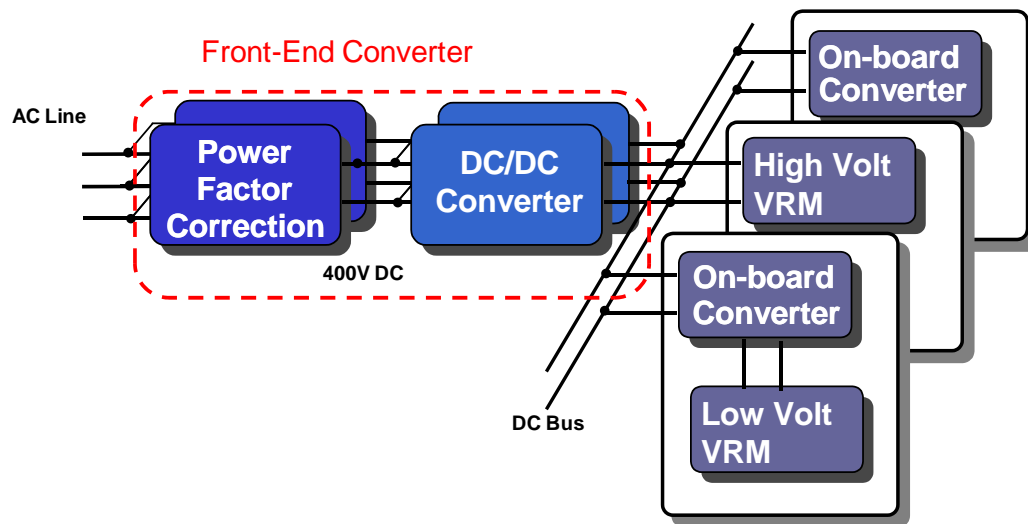 Front-End Converter
AC Line
Power
Factor
Correction
DC/DC
Converter
400V DC
DC Bus
On-board
Converter
High Volt
VRM
On-board
Converter
Low Volt
VRM